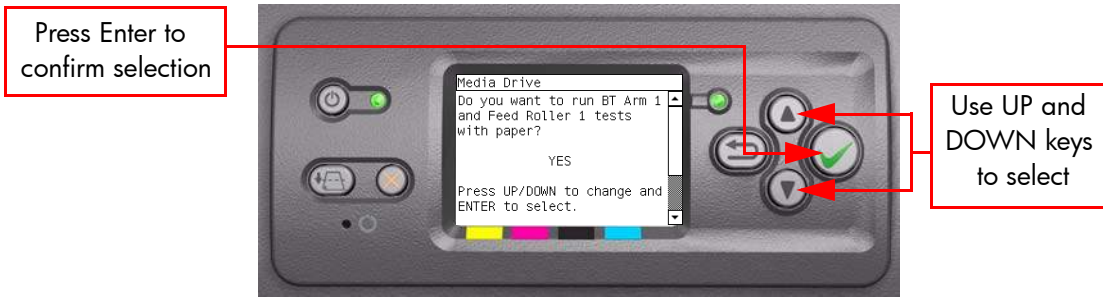 Press Enter to
confirm selection
Media Drive
Do you want to run BT Arm 1
and Feed Roller 1 tests
with paper?
YES
Press UP/DOWN to change and
ENTER to select.
Use UP and
DOWN keys
to select